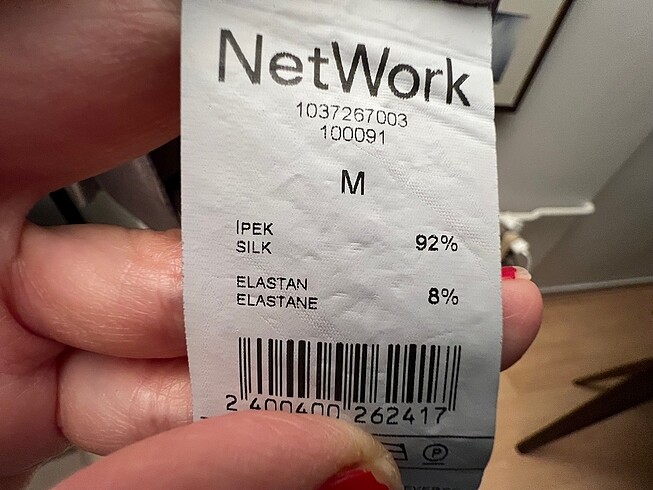 NetWork
1037267003
100091
M
İPEK
SILK 92%
ELASTAN
ELASTANE 8%
2 400400 262417
P